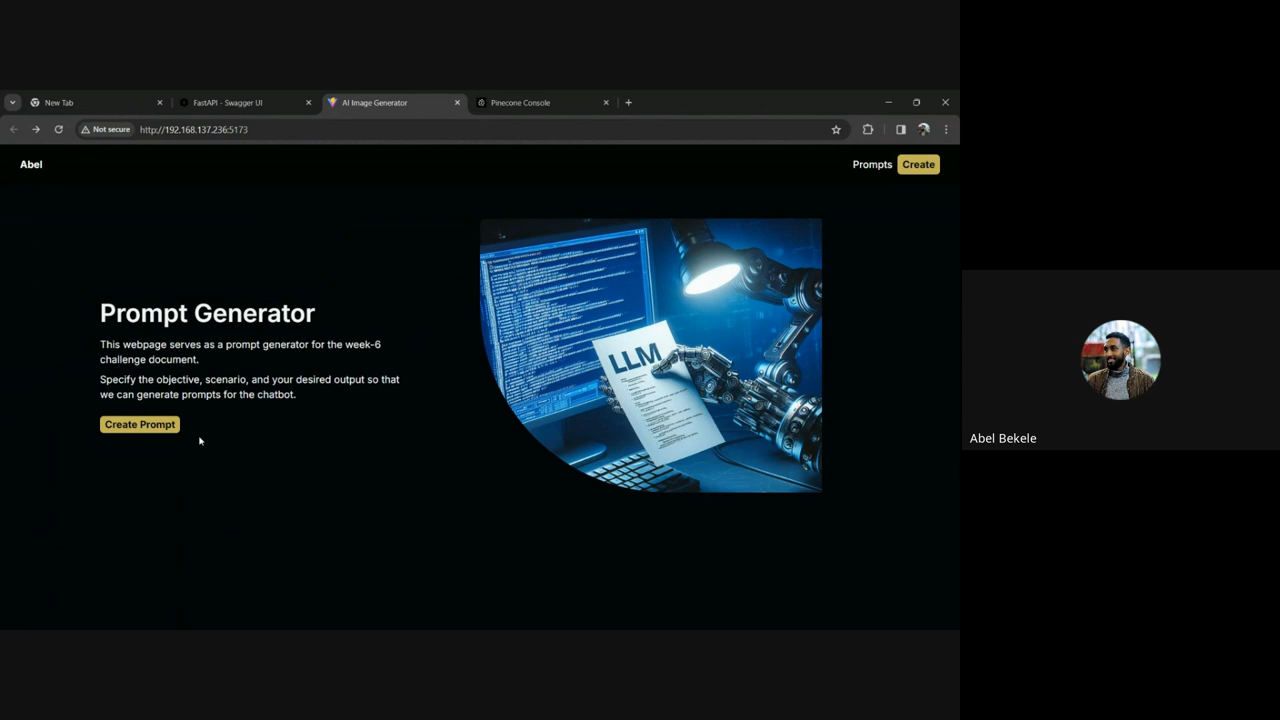 New Tab
FastAPI - Swagger UI
AI Image Generator
Pinecone Console
Not secure
http://192.168.137.236:5173
Abel
Prompts
Create
Prompt Generator
This webpage serves as a prompt generator for the week-6
challenge document.
Specify the objective, scenario, and your desired output so that
we can generate prompts for the chatbot.
Create Prompt
LLM
Abel Bekele